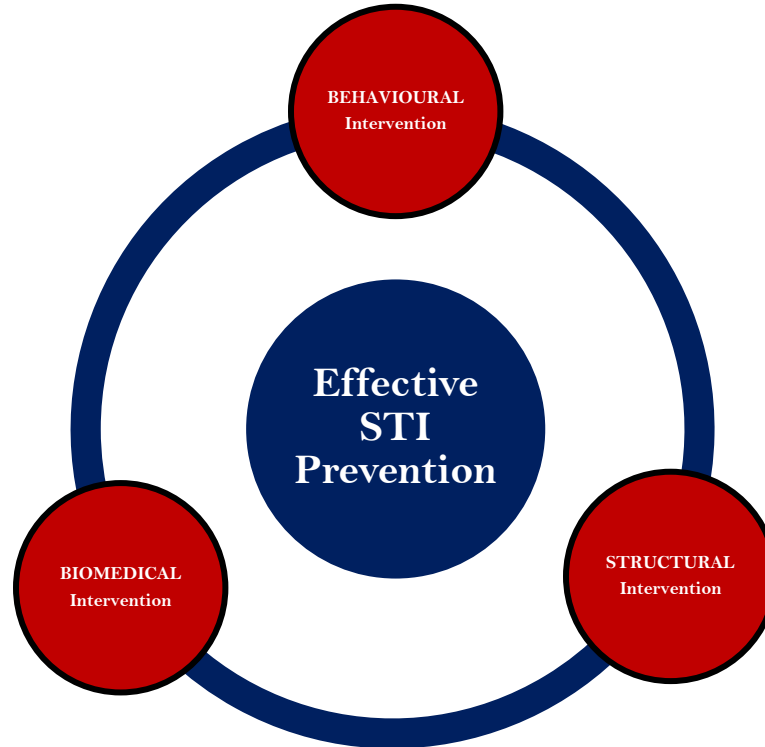 BEHAVIOURAL
Intervention
Effective
STI
Prevention
BIOMEDICAL
Intervention
STRUCTURAL
Intervention